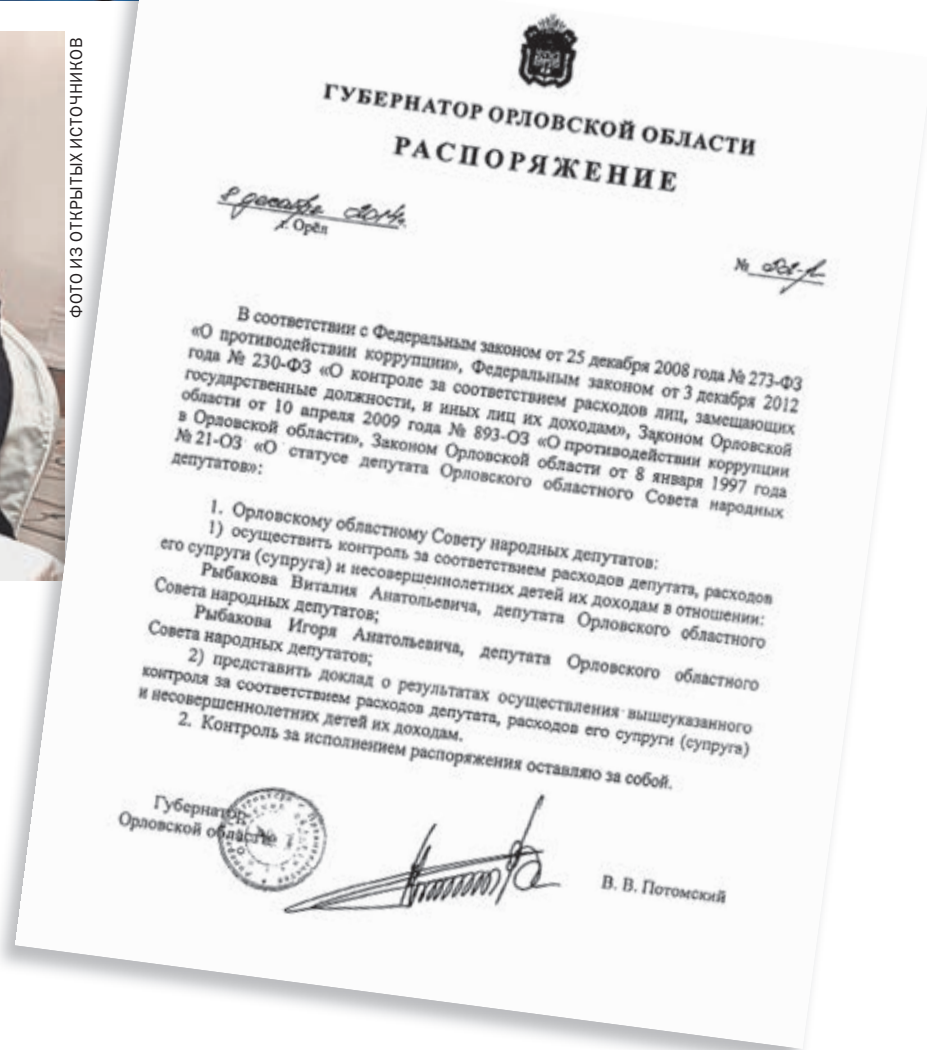 ФОТО ИЗ ОТКРЫТЫХ ИСТОЧНИКОВ
ГУБЕРНАТОР ОРЛОВСКОЙ ОБЛАСТИ
РАСПОРЯЖЕНИЕ
8 декабря 2014г.
г. Орёл
№
В соответствии с Федеральным законом от 25 декабря 2008 года № 273-ФЗ
«О противодействии коррупции», Федеральным законом от 3 декабря 2012
года № 230-ФЗ «О контроле за соответствием расходов лиц, замещающих
государственные должности, и иных лиц их доходам», Законом Орловской
области от 10 апреля 2009 года № 893-ОЗ «О противодействии коррупции
в Орловской области», Законом Орловской области от 8 января 1997 года
№ 21-ОЗ «О статусе депутата Орловского областного Совета народных
депутатов»:
1. Орловскому областному Совету народных депутатов:
1) осуществить контроль за соответствием расходов депутата, расходов
его супруги (супруга) и несовершеннолетних детей их доходам в отношении:
Рыбакова Виталия Анатольевича, депутата Орловского областного
Совета народных депутатов;
Рыбакова Игоря Анатольевича, депутата Орловского областного
Совета народных депутатов;
2) представить доклад о результатах осуществления вышеуказанного
контроля за соответствием расходов депутата, расходов его супруги (супруга)
и несовершеннолетних детей их доходам.
2. Контроль за исполнением распоряжения оставляю за собой.
Губернатор
Орловской области
В. В. Потомский